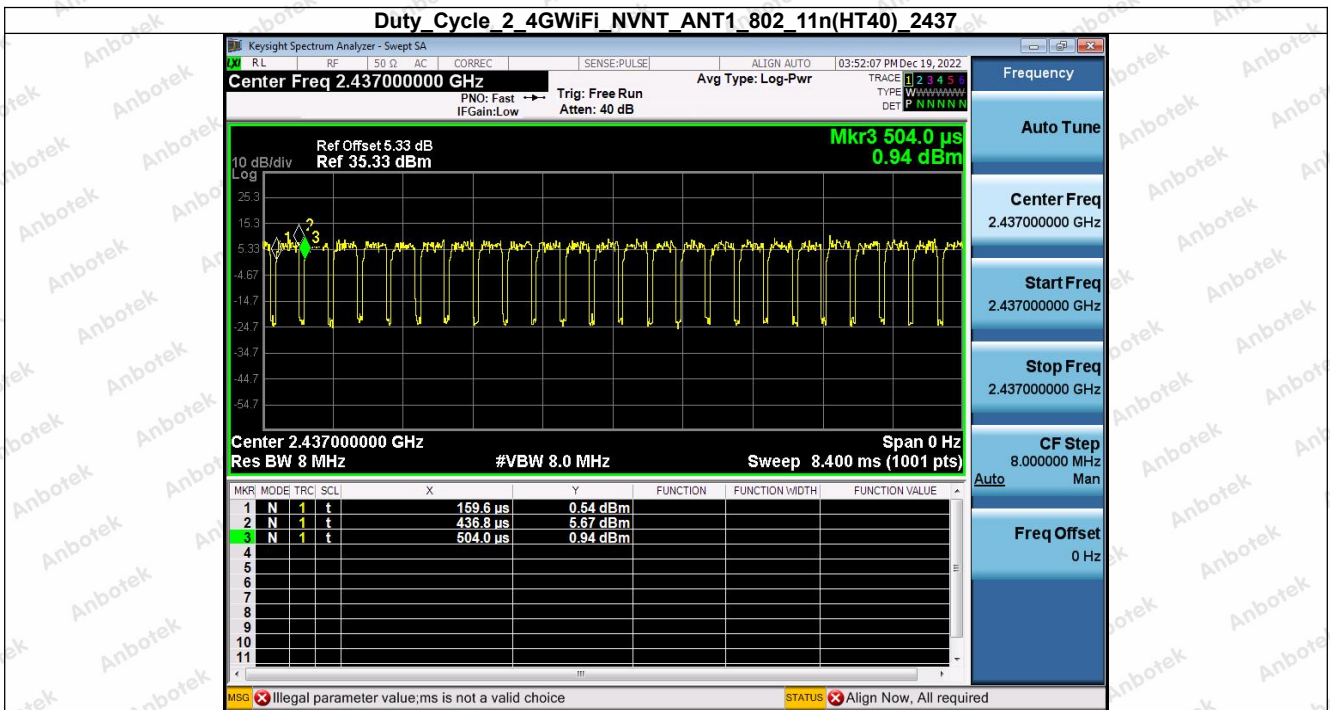 Duty_Cycle_2_4GWiFi_NVNT_ANT1_802_11n(HT40)_2437
Keysight Spectrum Analyzer - Swept SA
LXI RL RF 50 Ω AC CORREC SENSE:PULSE ALIGN AUTO 03:52:07 PM Dec 19, 2022
Center Freq 2.437000000 GHz
PNO: Fast
IFGain:Low
Trig: Free Run
Atten: 40 dB
Avg Type: Log-Pwr
TRACE 1 2 3 4 5 6
TYPE WWWWWW
DET P N N N N N
Ref Offset 5.33 dB
10 dB/div Ref 35.33 dBm
Log
Mkr3 504.0 µs
0.94 dBm
25.3
15.3
5.33
-4.67
-14.7
-24.7
-34.7
-44.7
-54.7
1
2
3
Center 2.437000000 GHz Span 0 Hz
Res BW 8 MHz #VBW 8.0 MHz Sweep 8.400 ms (1001 pts)
MKR MODE TRC SCL X Y FUNCTION FUNCTION WIDTH FUNCTION VALUE
1 N 1 t 159.6 µs 0.54 dBm
2 N 1 t 436.8 µs 5.67 dBm
3 N 1 t 504.0 µs 0.94 dBm
4
5
6
7
8
9
10
11
MSG Illegal parameter value;ms is not a valid choice STATUS Align Now, All required
Frequency
Auto Tune
Center Freq
2.437000000 GHz
Start Freq
2.437000000 GHz
Stop Freq
2.437000000 GHz
CF Step
8.000000 MHz
Auto Man
Freq Offset
0 Hz
Anbotek